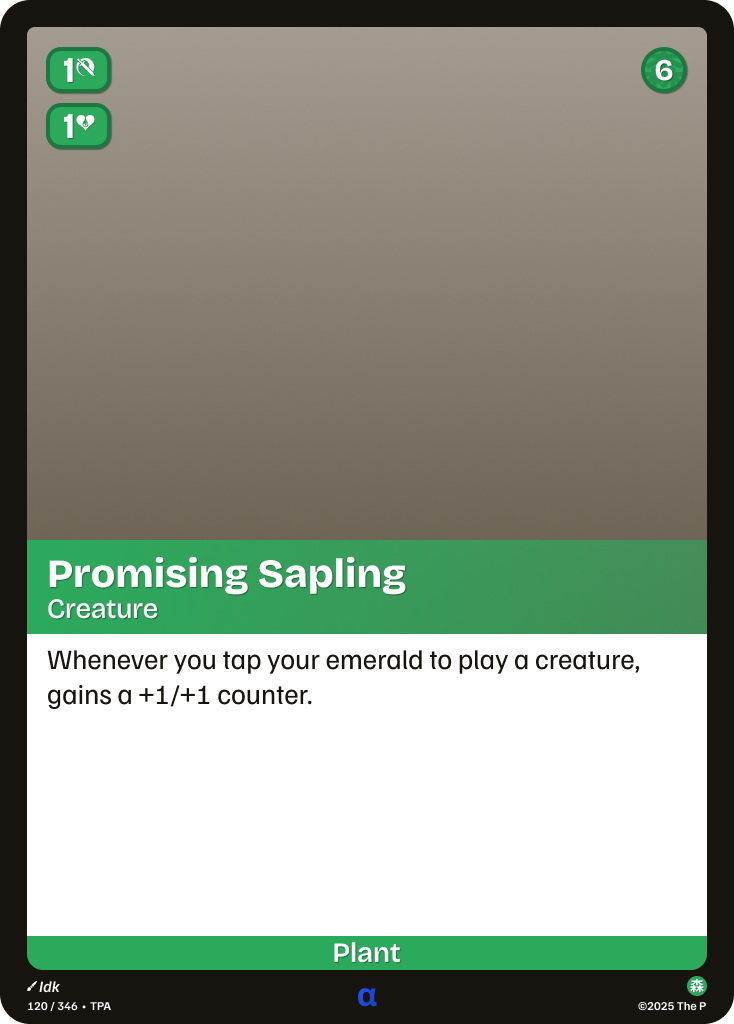 1
6
1
Promising Sapling
Creature
Whenever you tap your emerald to play a creature,
gains a +1/+1 counter.
Plant
Idk
森
120 / 346 • TPA
α
©2025 The P